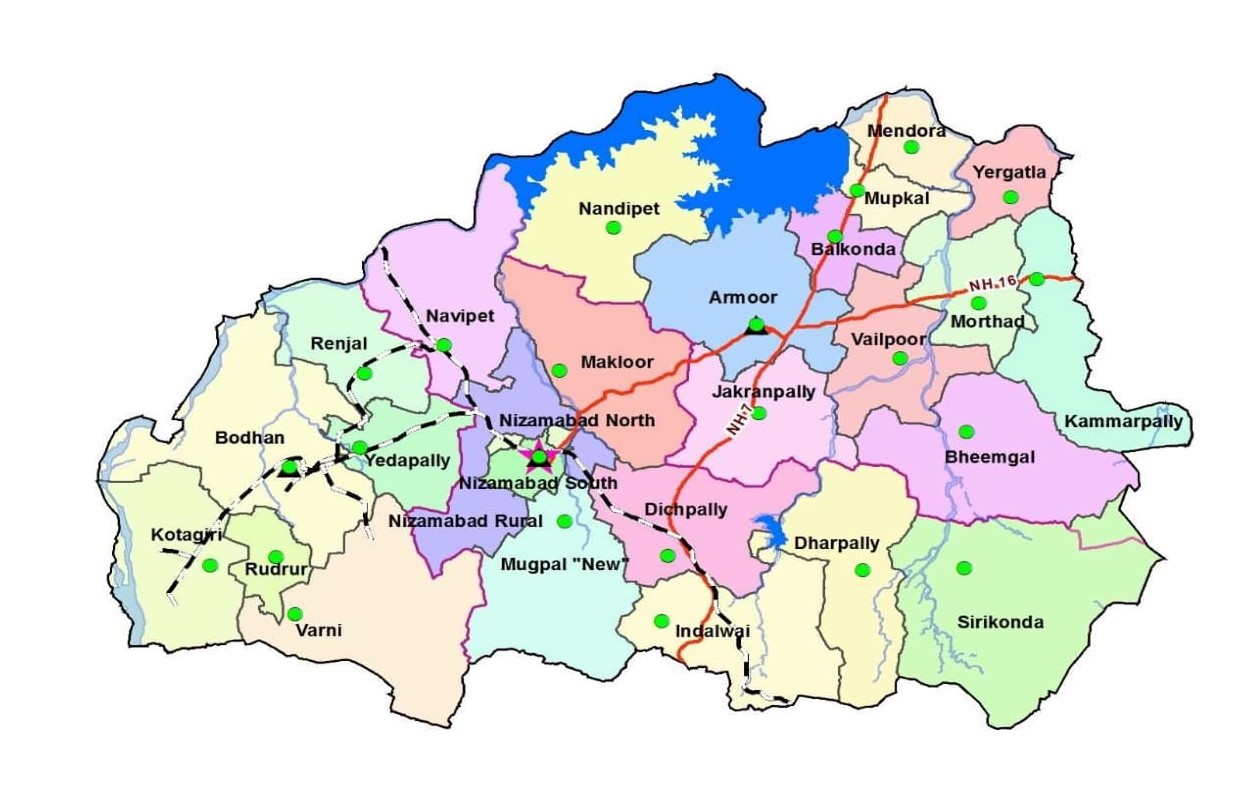 Mendora
Yergatla
Mupkal
Nandipet
Balkonda
NH 16
Armoor
Navipet
Morthad
Renjal
Vailpoor
Makloor
Jakranpally
NH-7
Nizamabad North
Kammarpally
Bodhan
Yedapally
Bheemgal
Nizamabad South
Dichpally
Nizamabad Rural
Kotagiri
Dharpally
Mugpal "New"
Rudrur
Sirikonda
Varni
Indalwai